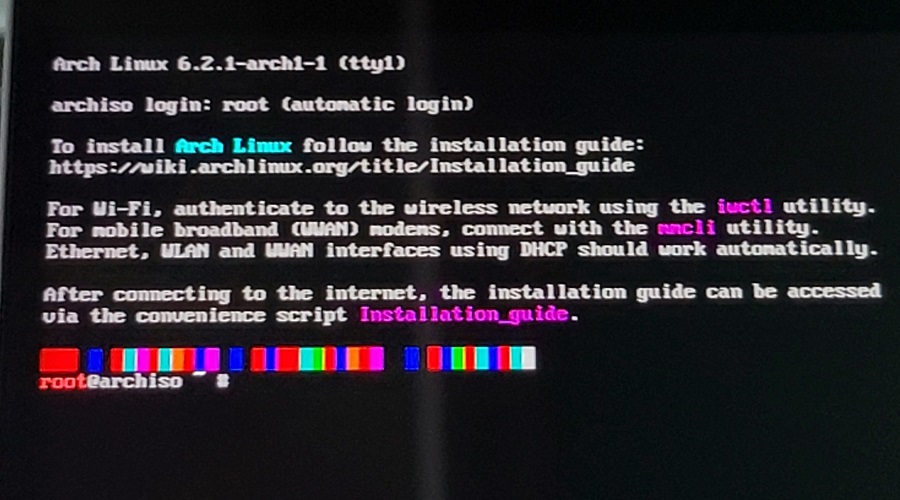 Arch Linux 6.2.1-arch1-1 (tty1)
archiso login: root (automatic login)
To install Arch Linux follow the installation guide:
https://wiki.archlinux.org/title/Installation_guide
For Wi-Fi, authenticate to the wireless network using the iwctl utility.
For mobile broadband (WWAN) modems, connect with the mmcli utility.
Ethernet, WLAN and WWAN interfaces using DHCP should work automatically.
After connecting to the internet, the installation guide can be accessed
via the convenience script Installation_guide.
root@archiso ~ #